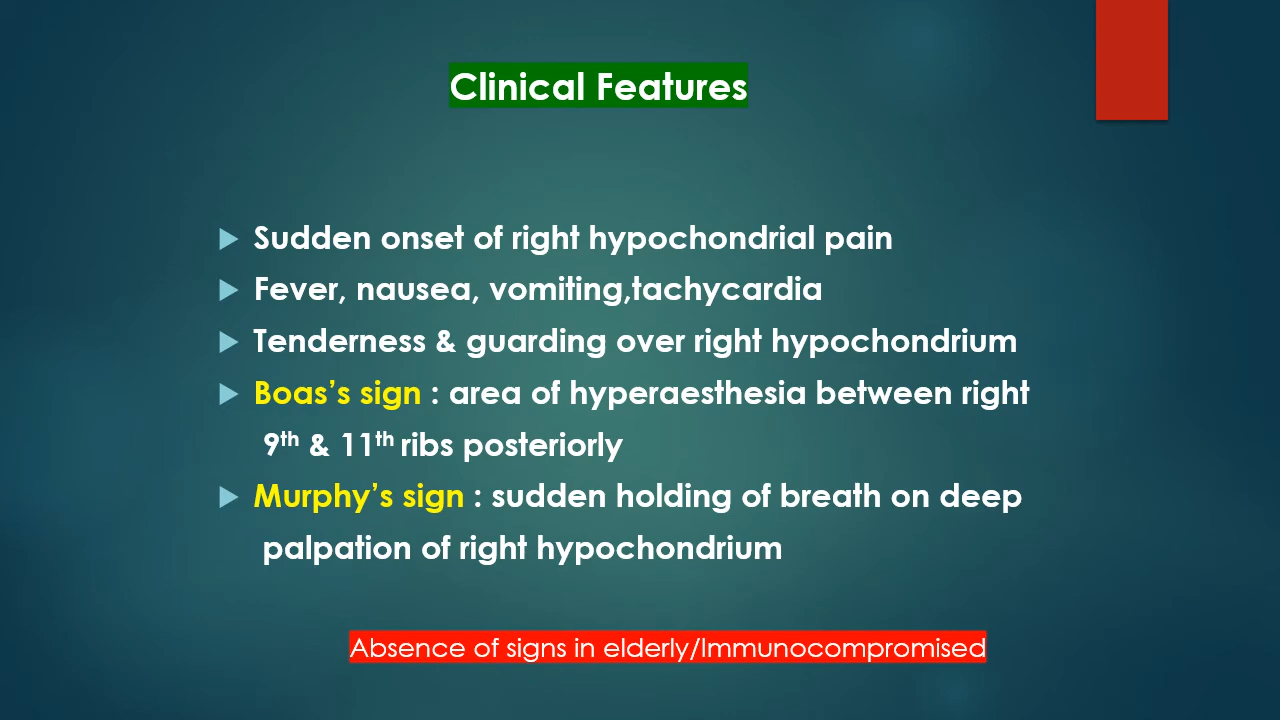 Clinical Features
Sudden onset of right hypochondrial pain
Fever, nausea, vomiting,tachycardia
Tenderness & guarding over right hypochondrium
Boas’s sign : area of hyperaesthesia between right
9th & 11th ribs posteriorly
Murphy’s sign : sudden holding of breath on deep
palpation of right hypochondrium
Absence of signs in elderly/Immunocompromised